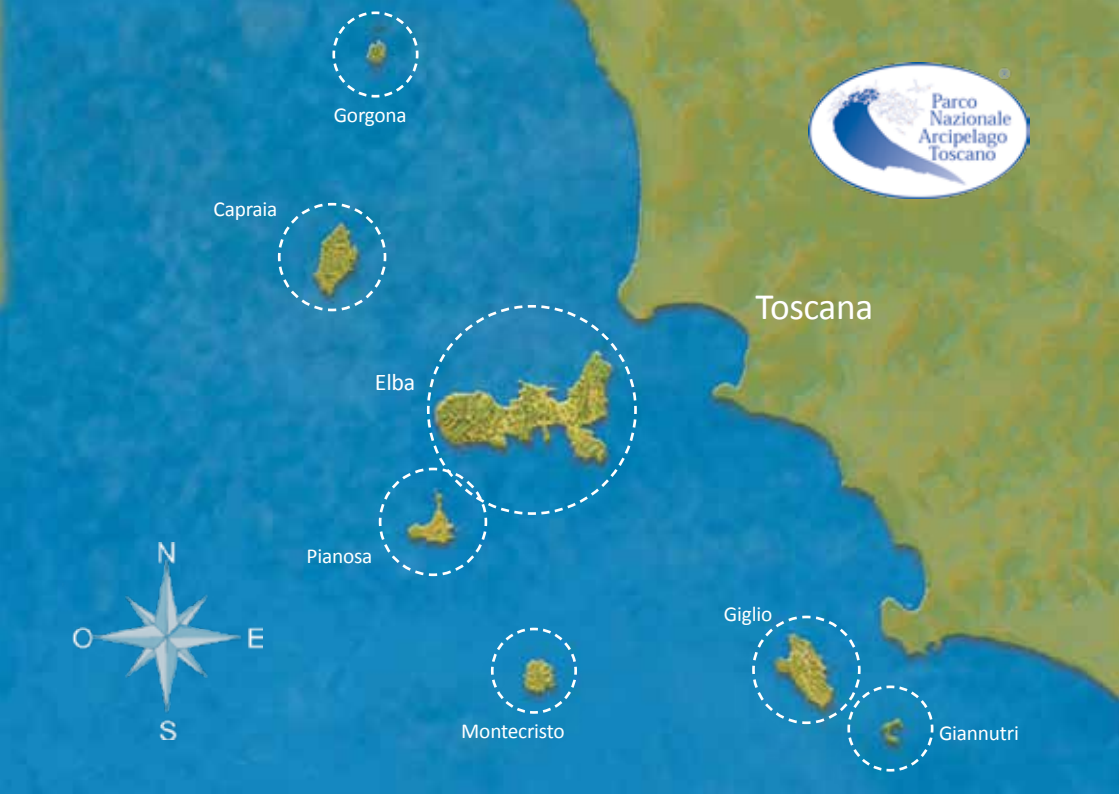 Gorgona
Parco
Nazionale
Arcipelago
Toscano
®
Capraia
Toscana
Elba
Pianosa
N
O
E
S
Giglio
Montecristo
Giannutri